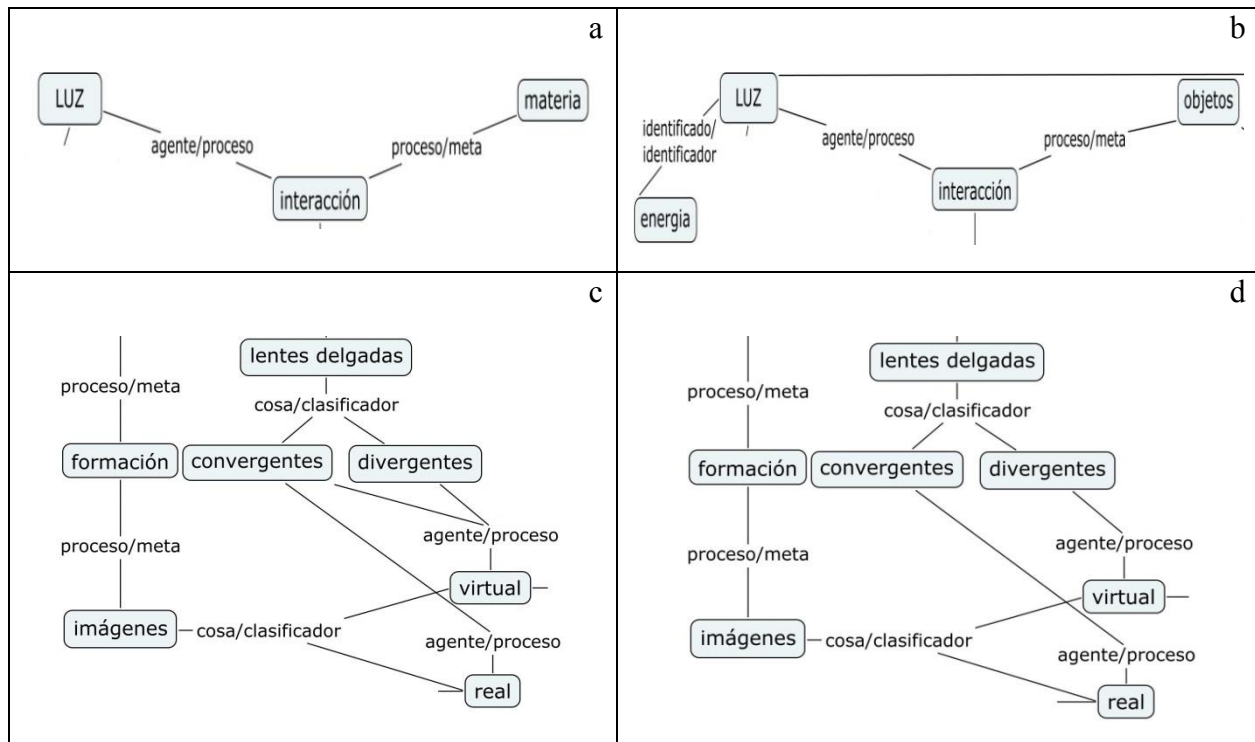 a
LUZ
materia
agente/proceso
proceso/meta
interacción
b
LUZ
objetos
identificado/
identificador
agente/proceso
proceso/meta
interacción
energia
c
lentes delgadas
proceso/meta
cosa/clasificador
formación
convergentes
divergentes
agente/proceso
proceso/meta
virtual
imágenes
cosa/clasificador
agente/proceso
real
d
lentes delgadas
proceso/meta
cosa/clasificador
formación
convergentes
divergentes
agente/proceso
proceso/meta
virtual
imágenes
cosa/clasificador
agente/proceso
real